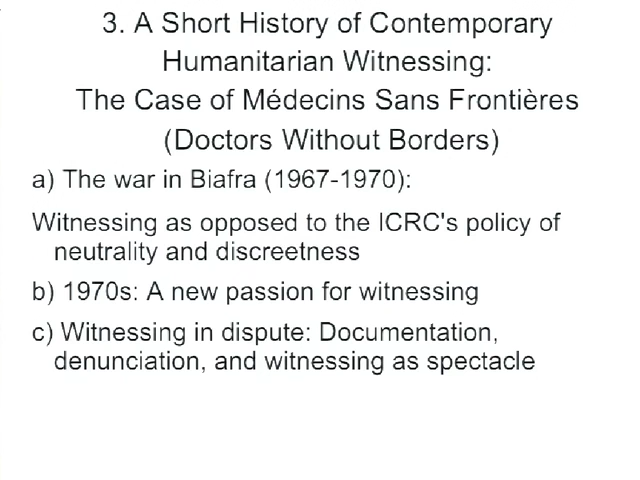 3. A Short History of Contemporary
Humanitarian Witnessing:
The Case of Médecins Sans Frontières
(Doctors Without Borders)
a) The war in Biafra (1967-1970):
Witnessing as opposed to the ICRC's policy of
neutrality and discreetness
b) 1970s: A new passion for witnessing
c) Witnessing in dispute: Documentation,
denunciation, and witnessing as spectacle